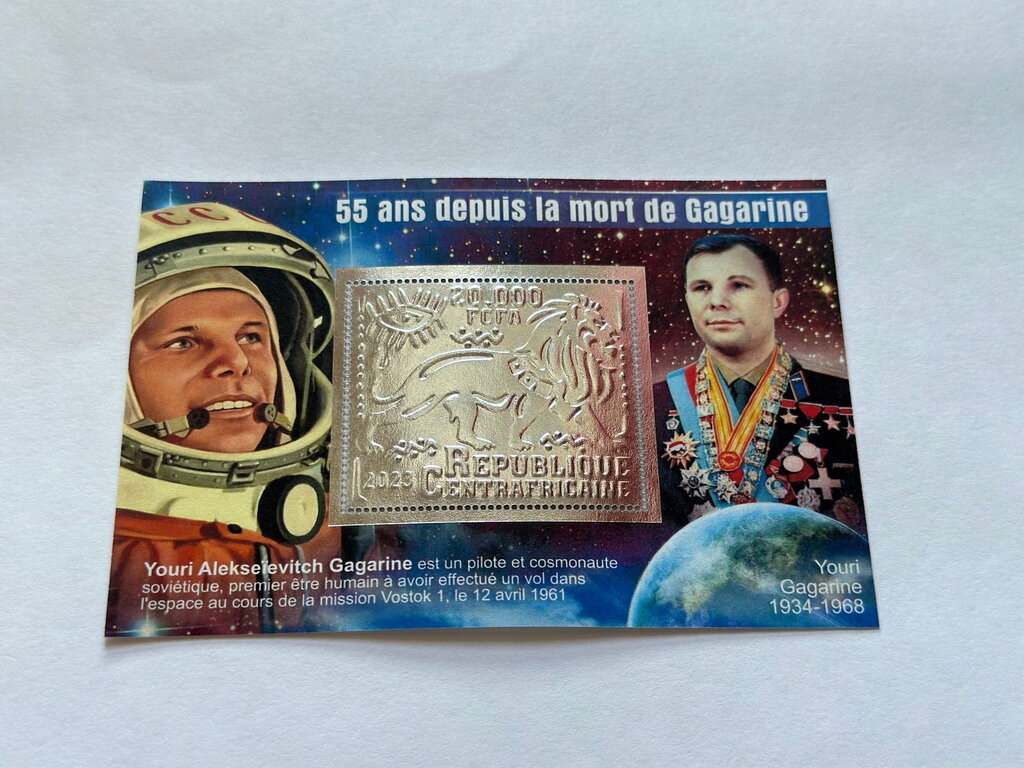 55 ans depuis la mort de Gagarine
CC
20.000
FCFA
2023
REPUBLIQUE
CENTRAFRICAINE
Youri Alekseïevitch Gagarine est un pilote et cosmonaute
soviétique, premier être humain à avoir effectué un vol dans
l'espace au cours de la mission Vostok 1, le 12 avril 1961
Youri
Gagarine
1934-1968